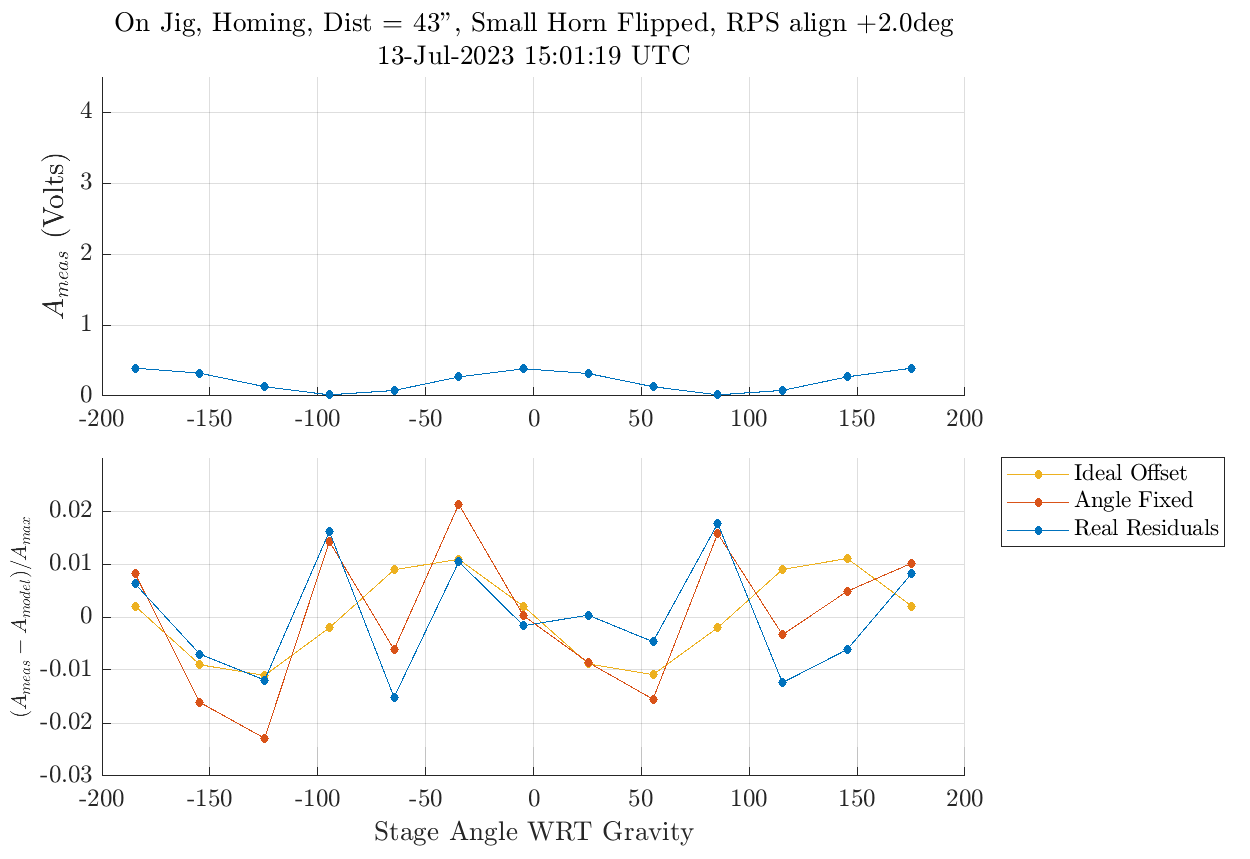 On Jig, Homing, Dist = 43”, Small Horn Flipped, RPS align +2.0deg
13-Jul-2023 15:01:19 UTC
A_meas (Volts)
4
3
2
1
0
-200 -150 -100 -50 0 50 100 150 200
(A_meas − A_model)/A_max
0.02
0.01
0
-0.01
-0.02
-0.03
-200 -150 -100 -50 0 50 100 150 200
Stage Angle WRT Gravity
Ideal Offset
Angle Fixed
Real Residuals